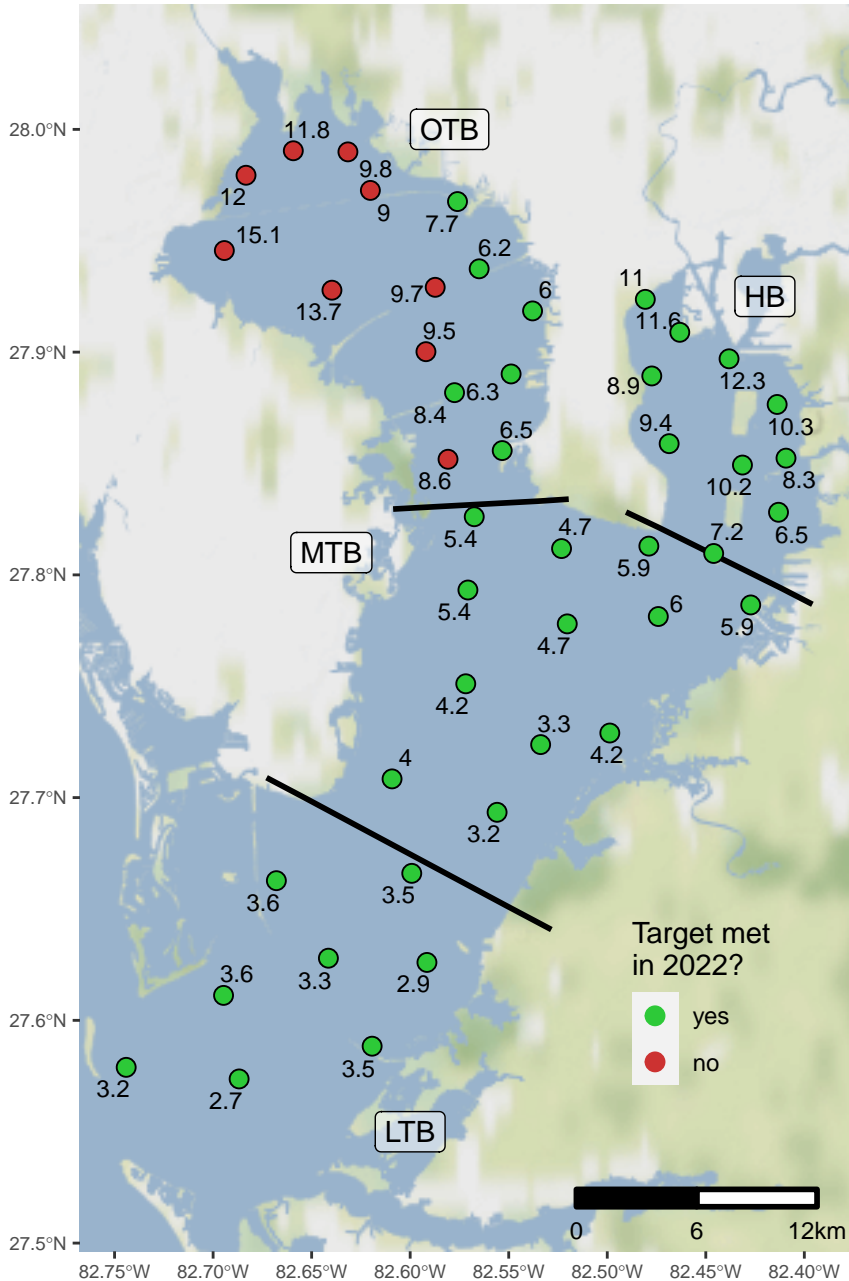 28.0°N
27.9°N
27.8°N
27.7°N
27.6°N
27.5°N
OTB
11.8
9.8
12
9
7.7
15.1
6.2
11
HB
9.7
6
13.7
11.6
9.5
12.3
8.9
6.3
8.4
10.3
9.4
6.5
8.6
8.3
10.2
5.4
4.7
7.2
6.5
MTB
5.9
5.4
6
4.7
5.9
4.2
3.3
4.2
4
3.2
3.5
3.6
3.6
3.3
2.9
3.5
3.2
2.7
LTB
Target met
in 2022?
yes
no
0 6 12km
82.75°W 82.70°W 82.65°W 82.60°W 82.55°W 82.50°W 82.45°W 82.40°W